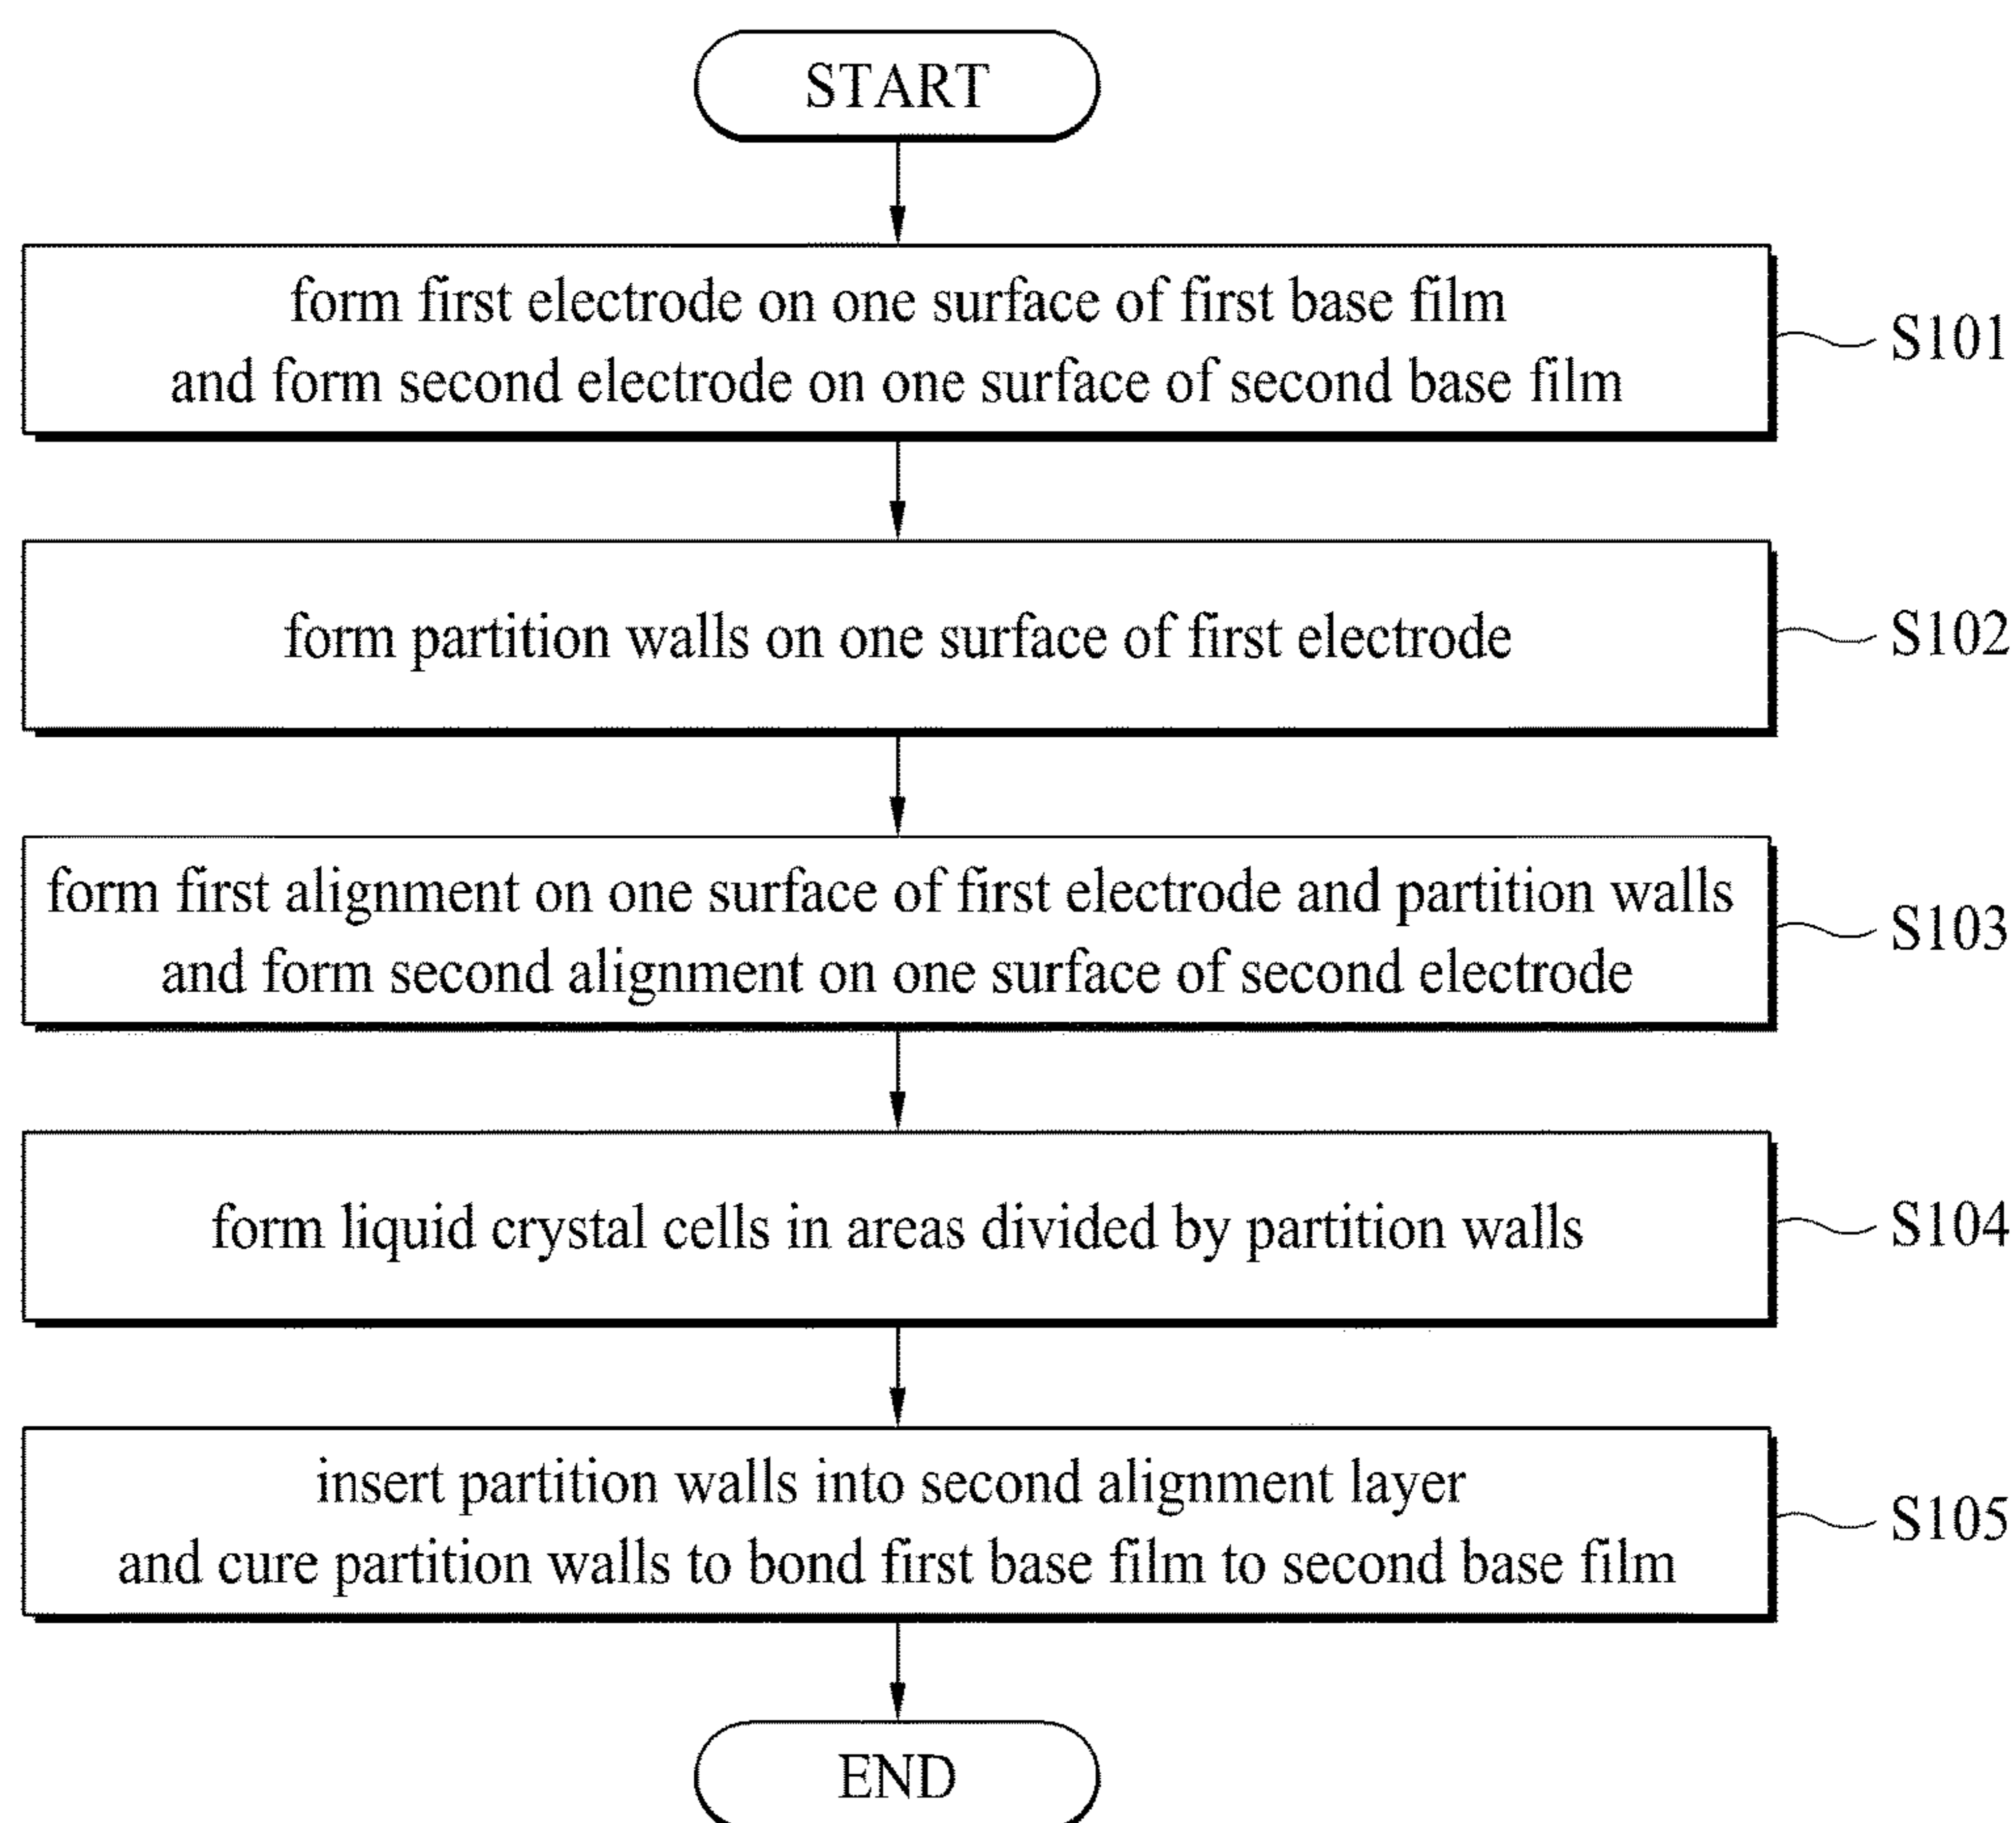 START
form first electrode on one surface of first base film
and form second electrode on one surface of second base film
S101
form partition walls on one surface of first electrode
S102
form first alignment on one surface of first electrode and partition walls
and form second alignment on one surface of second electrode
S103
form liquid crystal cells in areas divided by partition walls
S104
insert partition walls into second alignment layer
and cure partition walls to bond first base film to second base film
S105
END